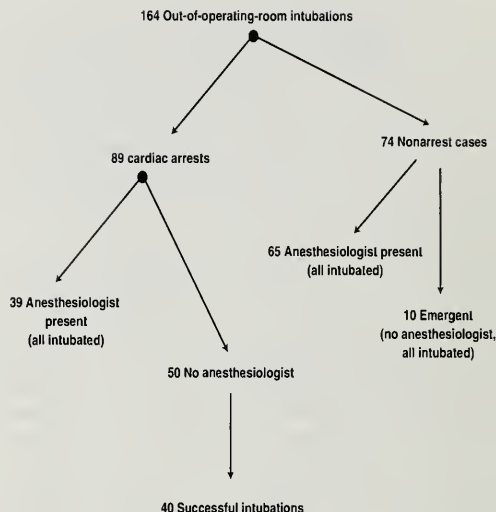 164 Out-of-operating-room intubations
89 cardiac arrests
74 Nonarrest cases
39 Anesthesiologist
present
(all intubated)
50 No anesthesiologist
65 Anesthesiologist present
(all intubated)
10 Emergent
(no anesthesiologist,
all intubated)
40 Successful intubations